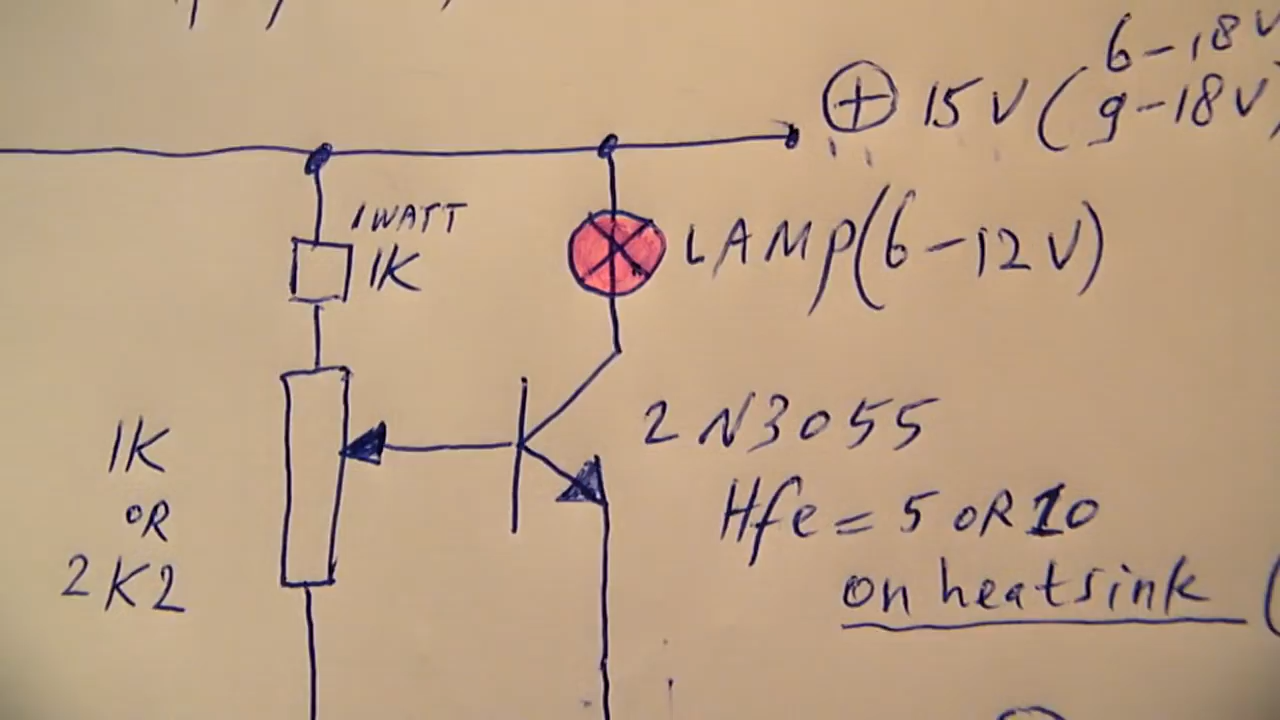 6-18V
+ 15V (9-18V)
1WATT
1K
LAMP(6-12V)
1K
OR
2K2
2N3055
Hfe = 5 OR 10
on heatsink (